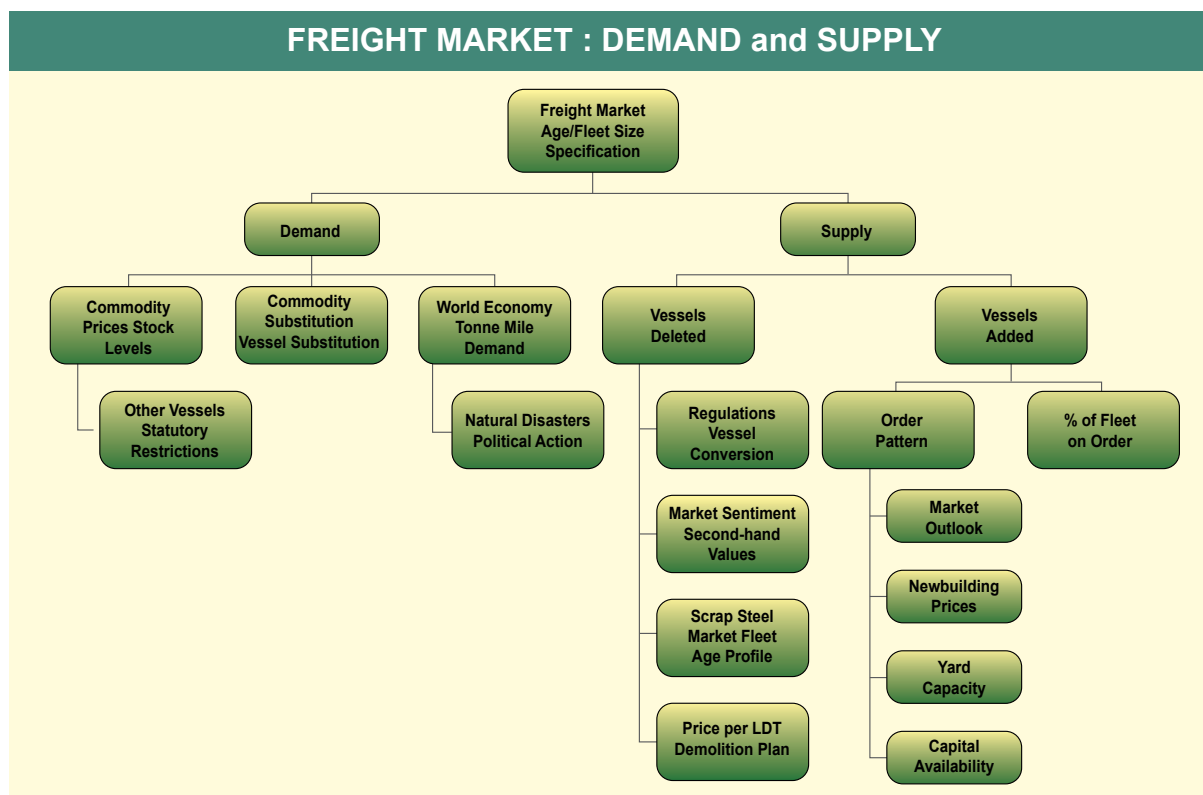 FREIGHT MARKET : DEMAND and SUPPLY
Freight Market
Age/Fleet Size
Specification
Demand
Supply
Commodity
Prices Stock
Levels
Commodity
Substitution
Vessel Substitution
World Economy
Tonne Mile
Demand
Vessels
Deleted
Vessels
Added
Other Vessels
Statutory
Restrictions
Natural Disasters
Political Action
Regulations
Vessel
Conversion
Order
Pattern
% of Fleet
on Order
Market Sentiment
Second-hand
Values
Market
Outlook
Scrap Steel
Market Fleet
Age Profile
Newbuilding
Prices
Yard
Capacity
Price per LDT
Demolition Plan
Capital
Availability